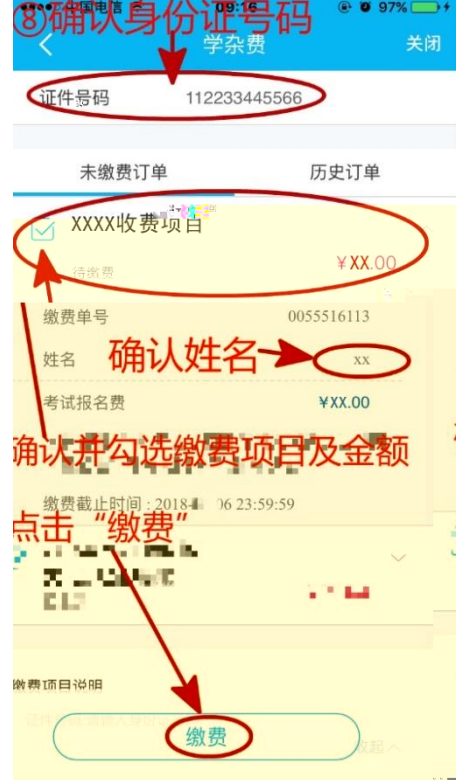 中国电信 09:16 97%
⑧确认身份证号码
学杂费 关闭
证件号码 112233445566
未缴费订单 历史订单
XXXX收费项目
待缴费 ¥XX.00
缴费单号 0055516113
姓名 确认姓名 xx
考试报名费 ¥XX.00
确认并勾选缴费项目及金额
缴费截止时间 : 2018- 06 23:59:59
点击“缴费”
缴费项目说明
缴费
收起